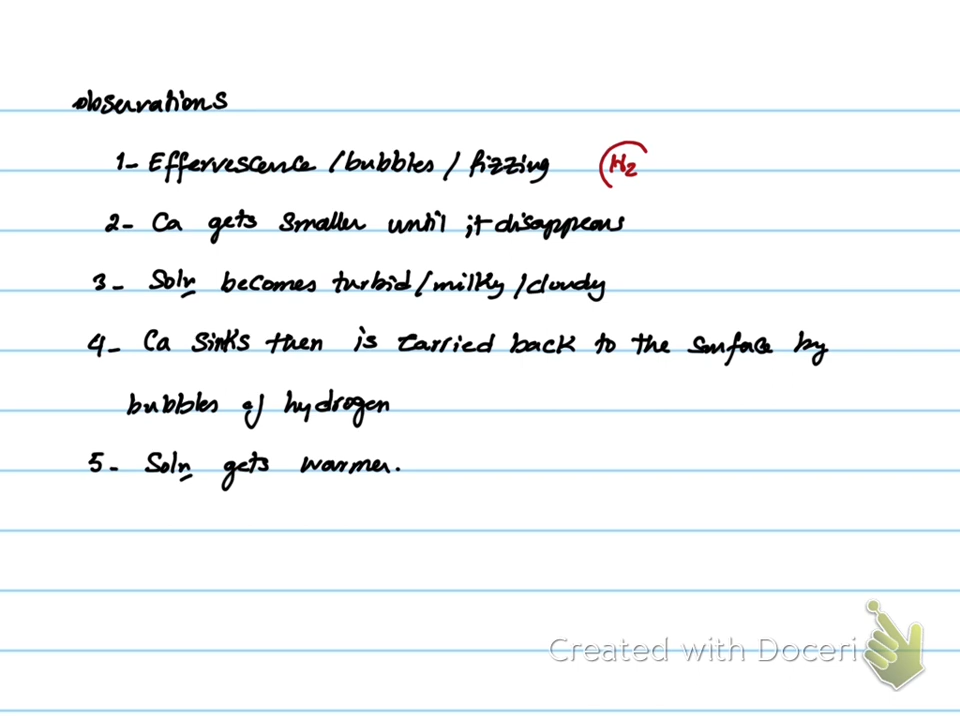 observations
1- Effervescence / bubbles / fizzing H2
2- Ca gets smaller until it disappears
3- Soln becomes turbid / milky / cloudy
4- Ca sinks then is carried back to the surface by
bubbles of hydrogen
5- Soln gets warmer.
Created with Doceri